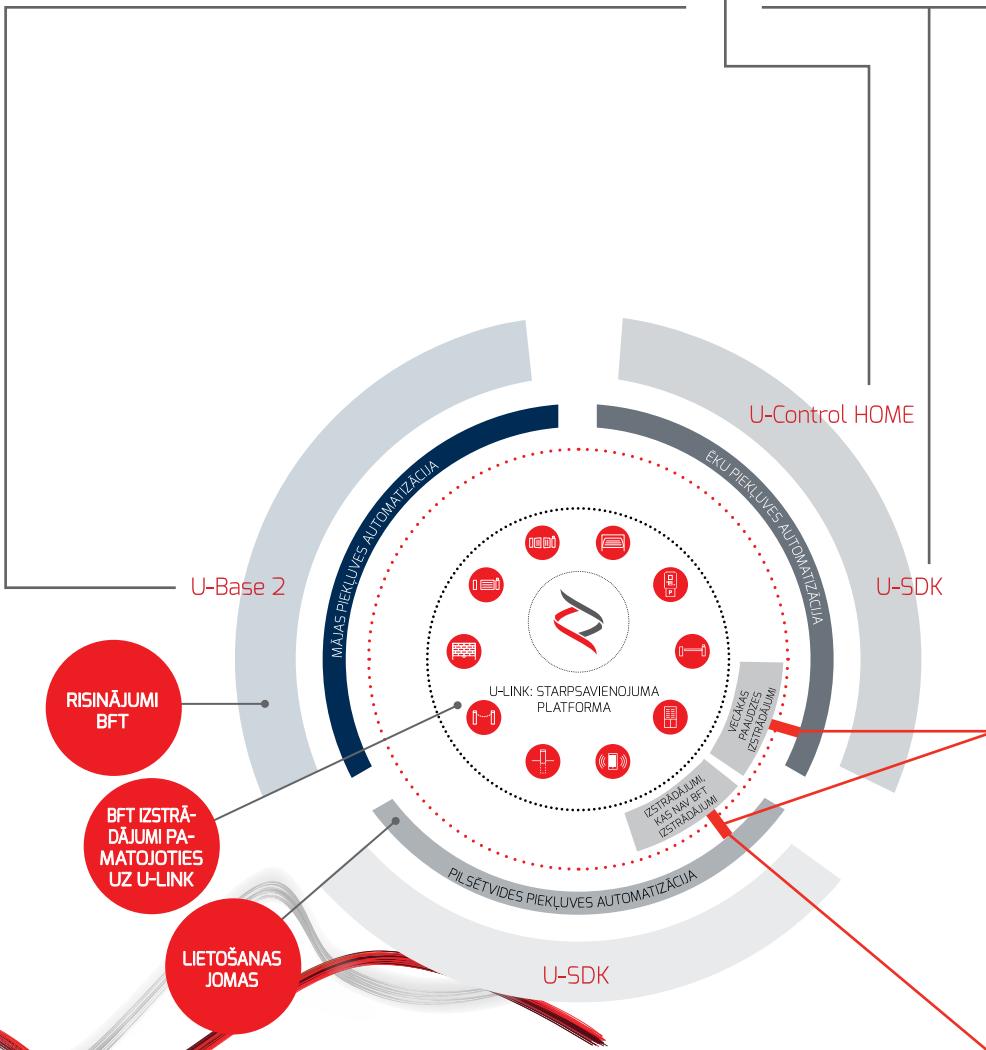 U-Control HOME
ĒKU PIEKĻUVES AUTOMATIZĀCIJA
MĀJAS PIEKĻUVES AUTOMATIZĀCIJA
U-Base 2
U-SDK
P
RISINĀJUMI
BFT
U-LINK: STARPSAVIENOJUMA
PLATFORMA
VECĀKAS
PAAUDZES
IZSTRĀDĀJUMI
IZSTRĀDĀJUMI,
KAS NAV BFT
IZSTRĀDĀJUMI
BFT IZSTRĀ-
DĀJUMI PA-
MATOJOTIES
UZ U-LINK
PILSĒTVIDES PIEKĻUVES AUTOMATIZĀCIJA
LIETOŠANAS
JOMAS
U-SDK